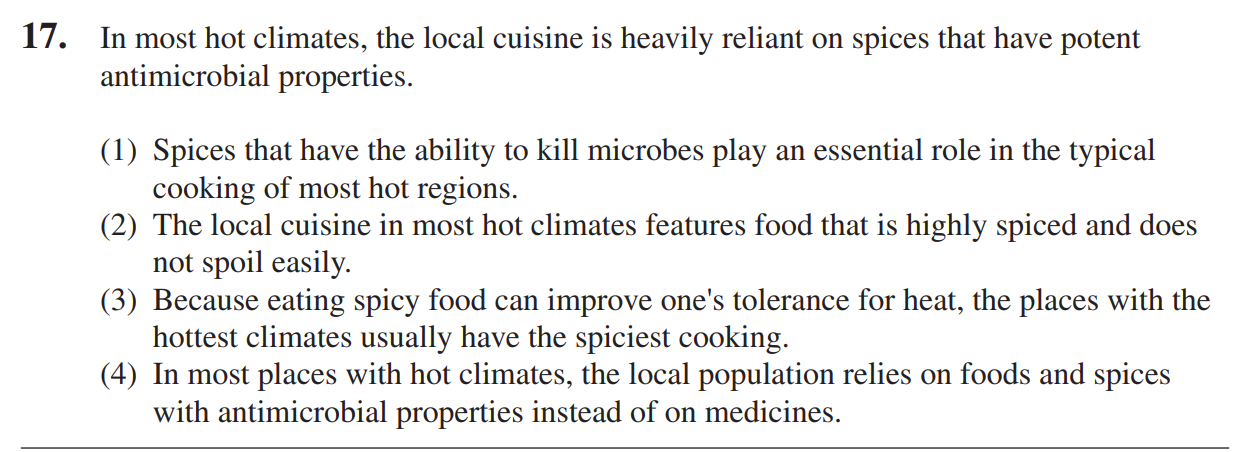 17. In most hot climates, the local cuisine is heavily reliant on spices that have potent
antimicrobial properties.
(1) Spices that have the ability to kill microbes play an essential role in the typical
cooking of most hot regions.
(2) The local cuisine in most hot climates features food that is highly spiced and does
not spoil easily.
(3) Because eating spicy food can improve one's tolerance for heat, the places with the
hottest climates usually have the spiciest cooking.
(4) In most places with hot climates, the local population relies on foods and spices
with antimicrobial properties instead of on medicines.